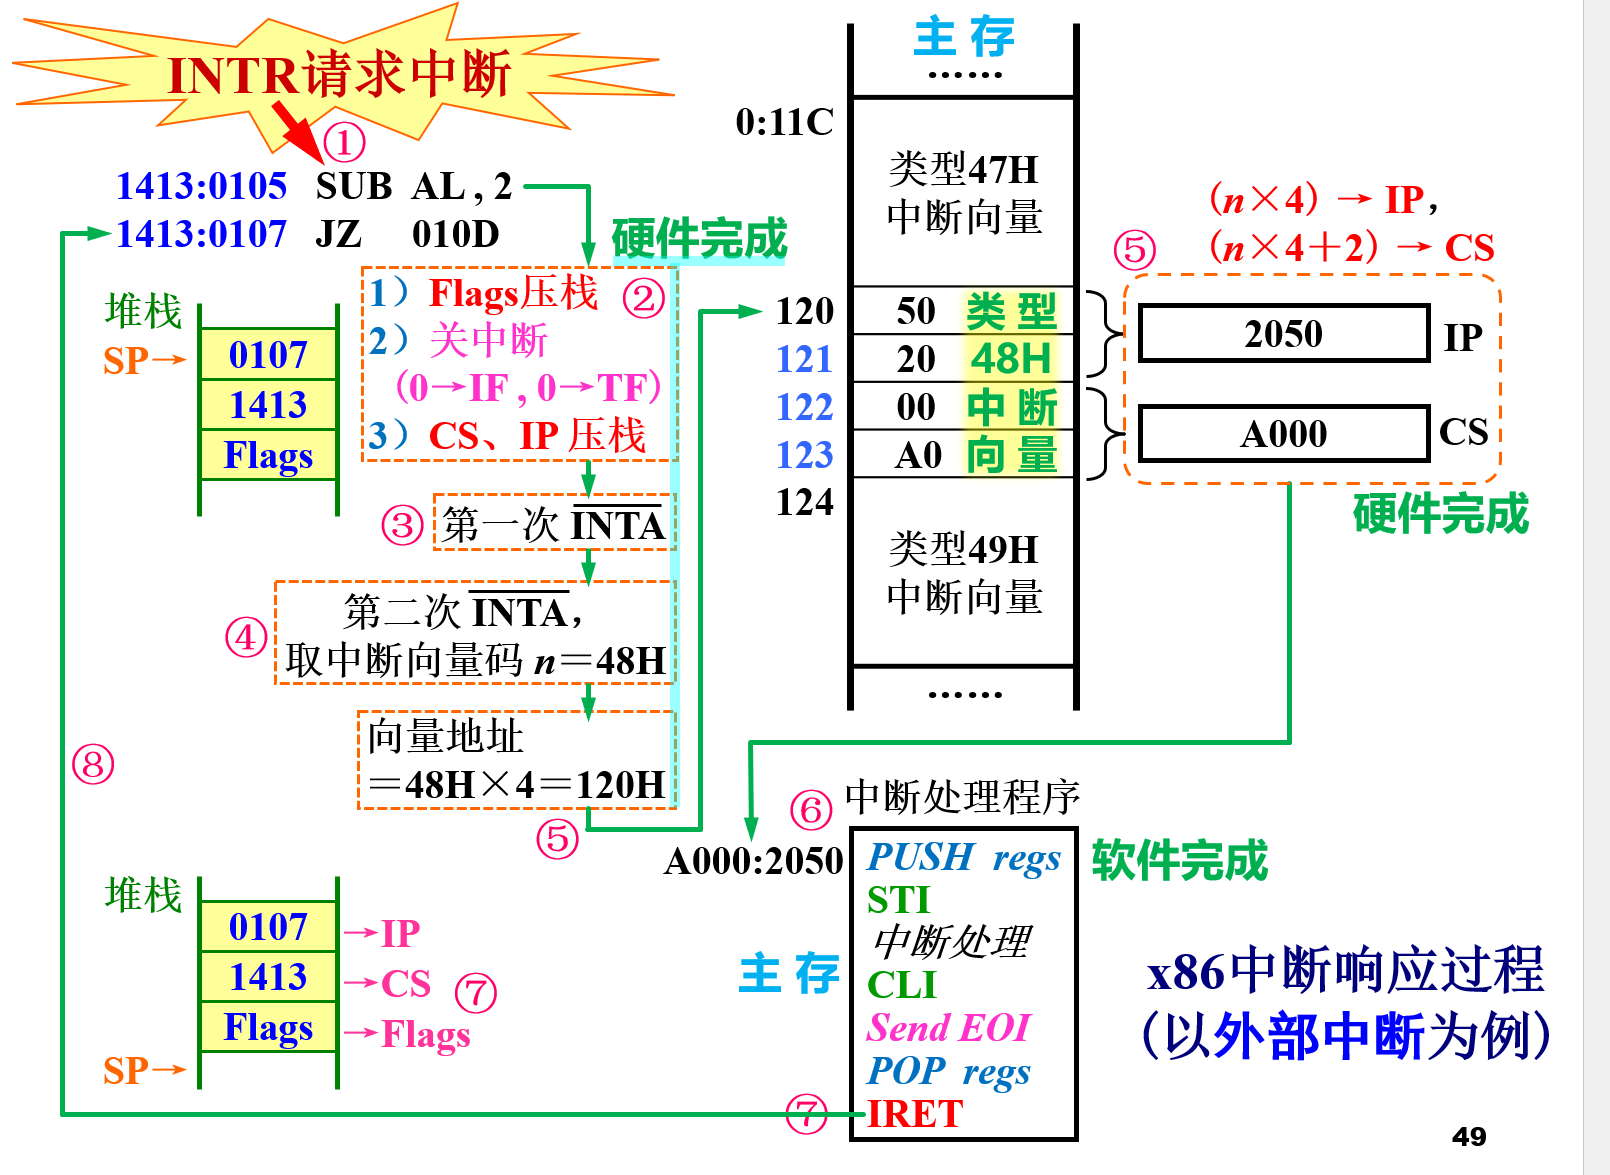 INTR请求中断
①
1413:0105 SUB AL , 2
1413:0107 JZ 010D
硬件完成
1）Flags压栈 ②
2）关中断
（0→IF , 0→TF）
3）CS、IP 压栈
堆栈
SP→ 0107
1413
Flags
③ 第一次 INTA
④ 第二次 INTA，
取中断向量码 n＝48H
向量地址
＝48H×4＝120H
⑤
⑧
主 存
······
0:11C
类型47H
中断向量
120 50 类 型
121 20 48H
122 00 中 断
123 A0 向 量
124
类型49H
中断向量
······
（n×4）→ IP，
（n×4＋2）→ CS
⑤
2050 IP
A000 CS
硬件完成
⑥ 中断处理程序
A000:2050 PUSH regs
软件完成
STI
中断处理
主 存
CLI
Send EOI
POP regs
⑦ IRET
堆栈
0107 →IP
1413 →CS ⑦
Flags →Flags
SP→
x86中断响应过程
（以外部中断为例）
49